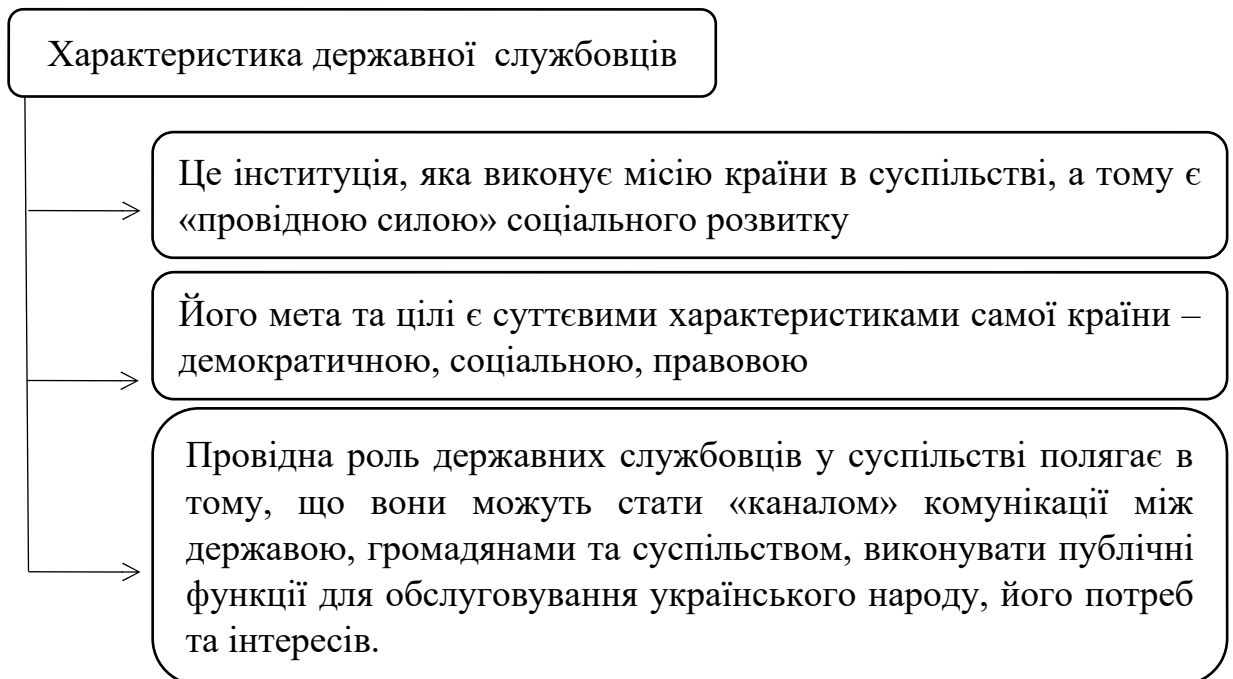 Характеристика державної службовців
Це інституція, яка виконує місію країни в суспільстві, а тому є
«провідною силою» соціального розвитку
Його мета та цілі є суттєвими характеристиками самої країни –
демократичною, соціальною, правовою
Провідна роль державних службовців у суспільстві полягає в
тому, що вони можуть стати «каналом» комунікації між
державою, громадянами та суспільством, виконувати публічні
функції для обслуговування українського народу, його потреб
та інтересів.